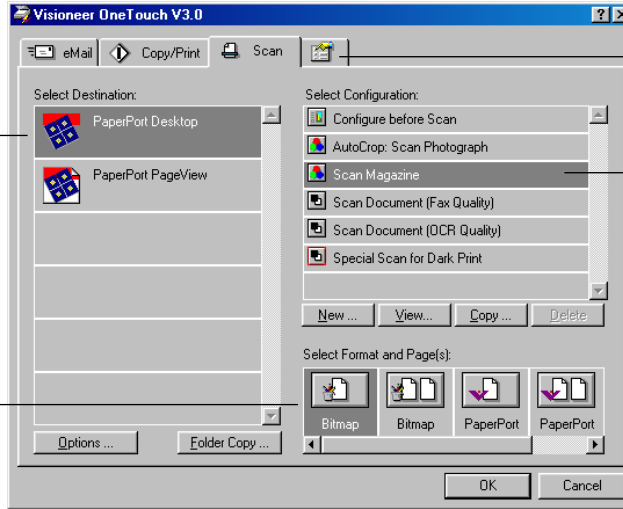 Visioneer OneTouch V3.0
eMail
Copy/Print
Scan
Select Destination:
PaperPort Desktop
PaperPort PageView
Options ...
Folder Copy ...
Select Configuration:
Configure before Scan
AutoCrop: Scan Photograph
Scan Magazine
Scan Document (Fax Quality)
Scan Document (OCR Quality)
Special Scan for Dark Print
New ... View... Copy ... Delete
Select Format and Page(s):
Bitmap Bitmap PaperPort PaperPort
OK Cancel